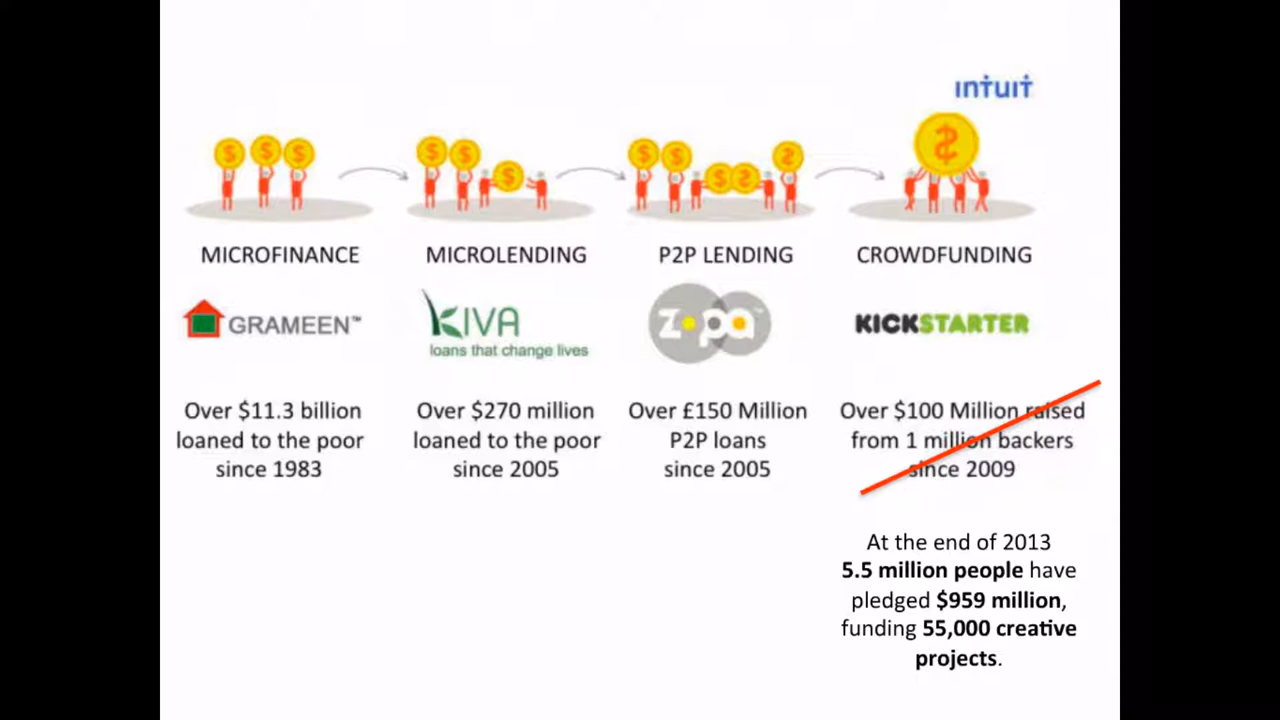 intuit
MICROFINANCE
MICROLENDING
P2P LENDING
CROWDFUNDING
GRAMEEN™
KIVA
loans that change lives
zopa™
KICKSTARTER
Over $11.3 billion
loaned to the poor
since 1983
Over $270 million
loaned to the poor
since 2005
Over £150 Million
P2P loans
since 2005
Over $100 Million raised
from 1 million backers
since 2009
At the end of 2013
5.5 million people have
pledged $959 million,
funding 55,000 creative
projects.